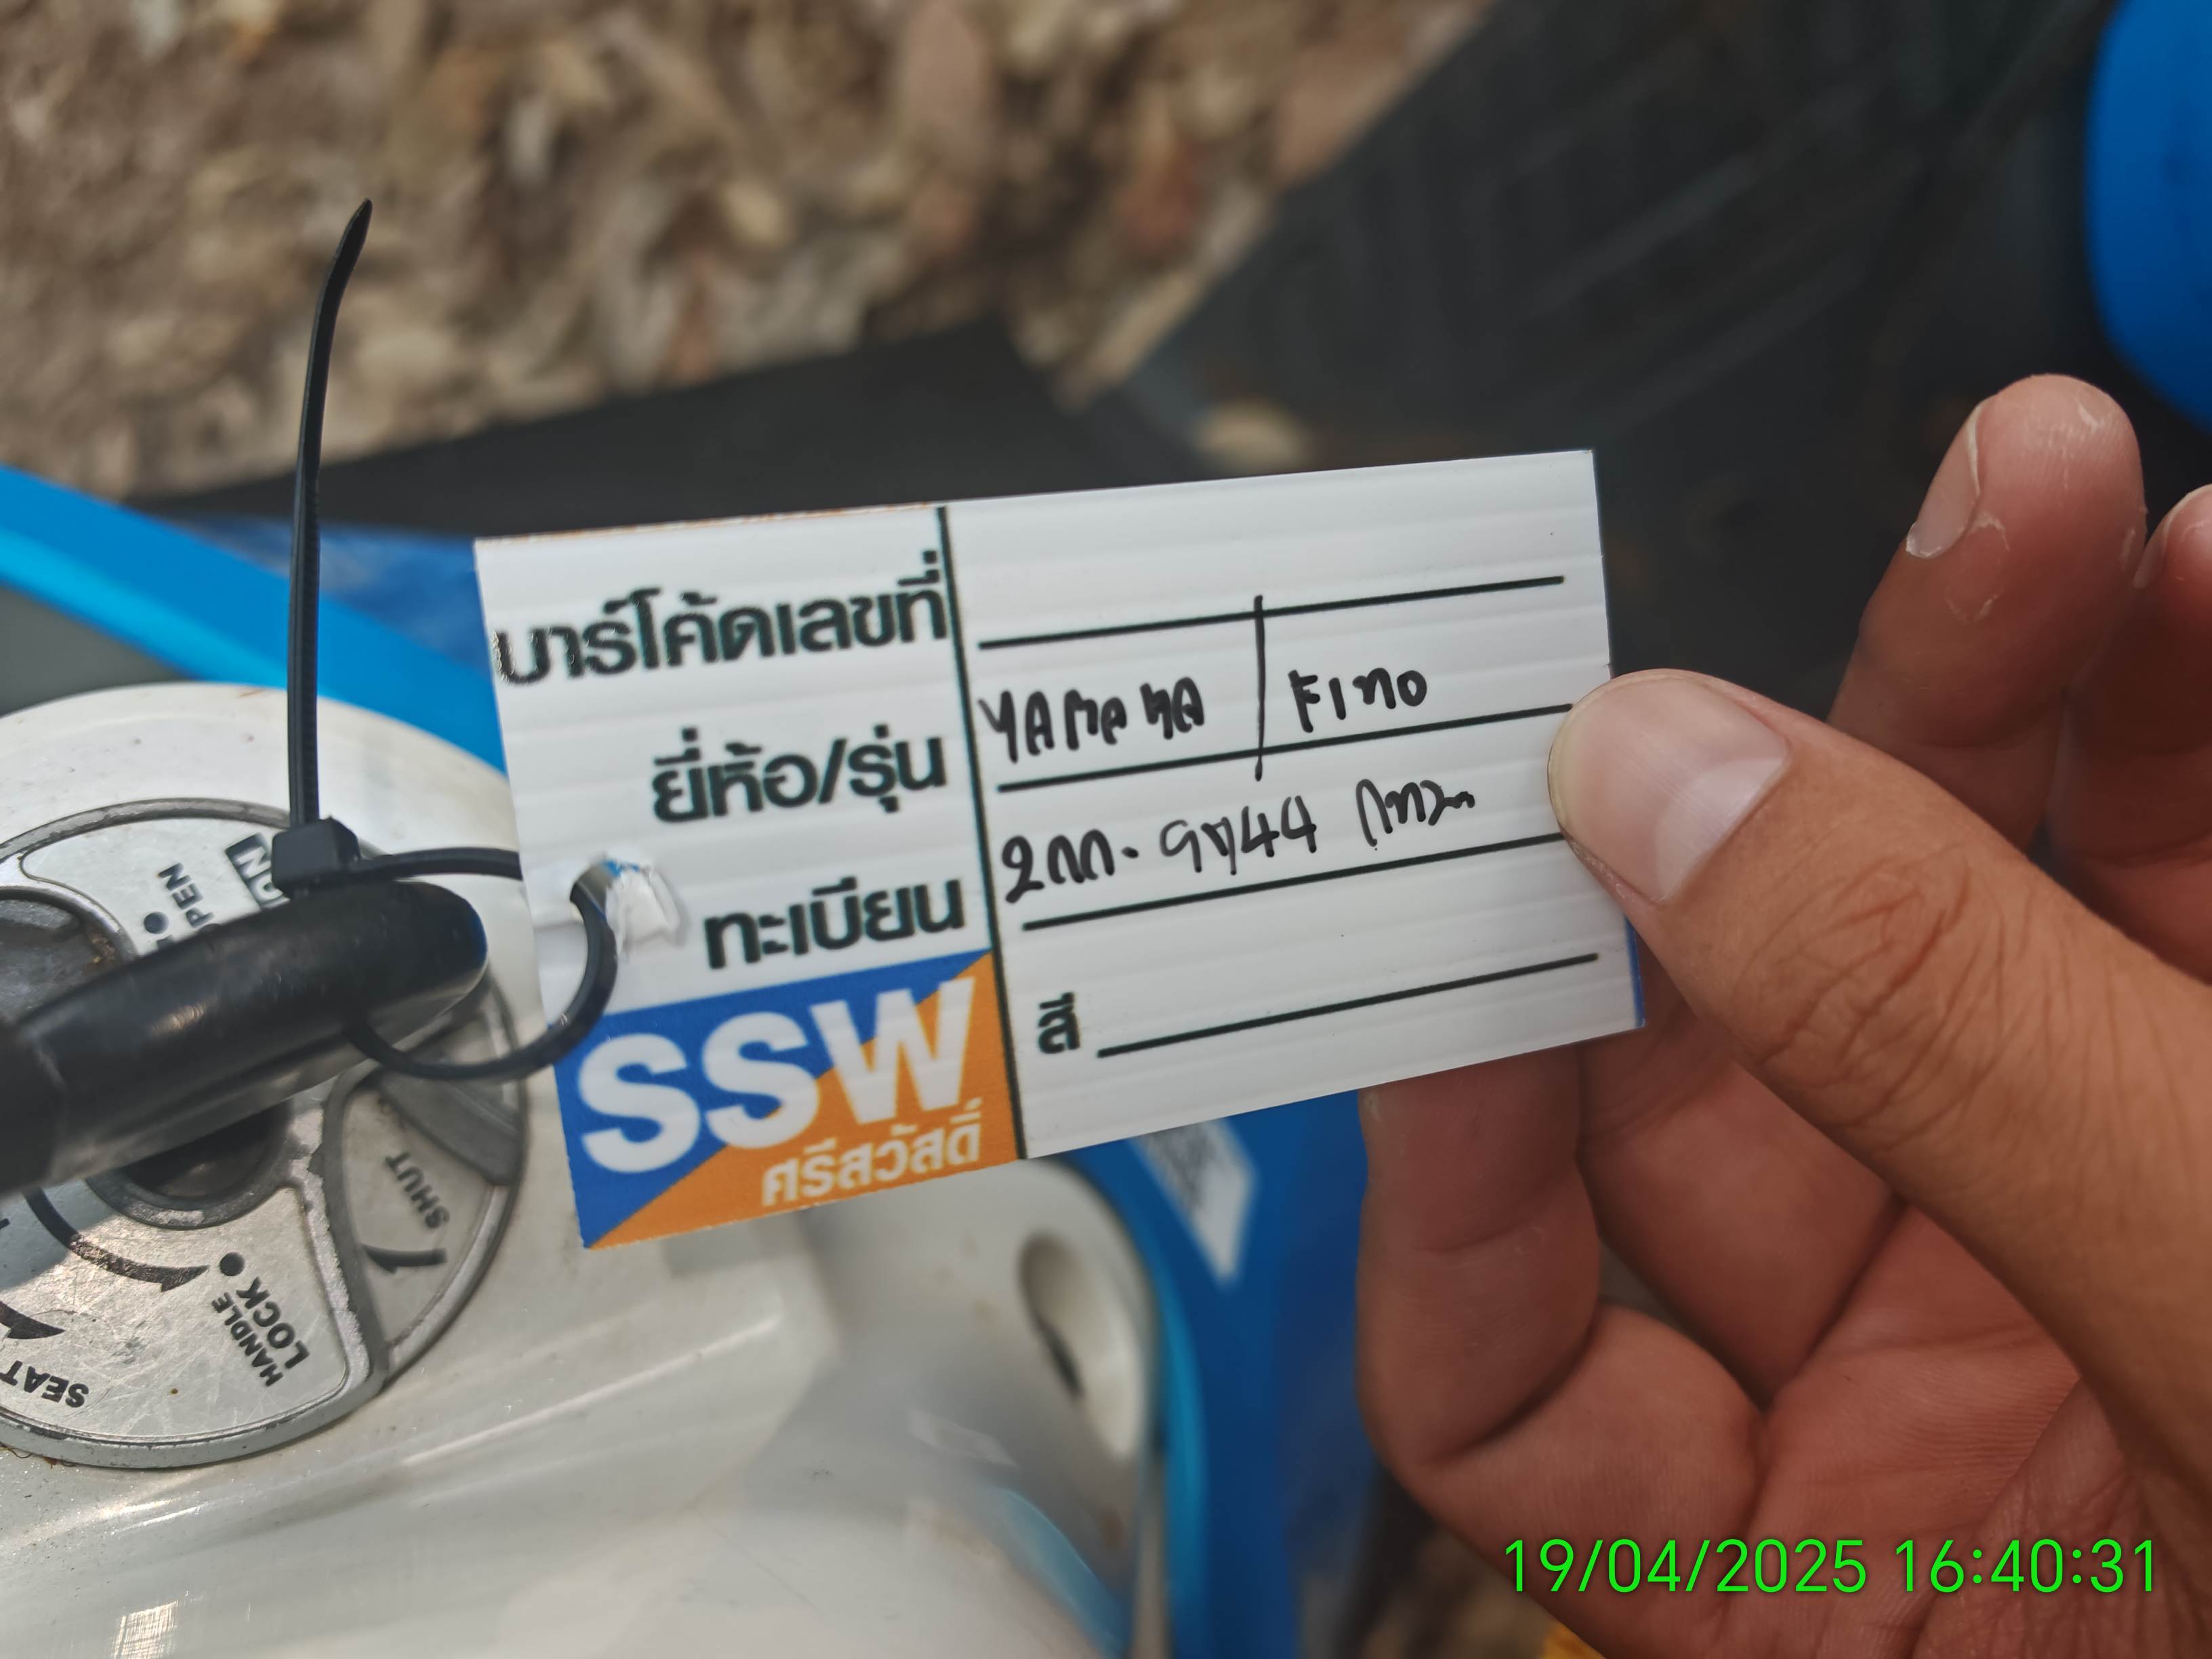 บาร์โค้ดเลขที่
ยี่ห้อ/รุ่น YAMAHA / FINO
ทะเบียน 2กก-9744 กทม
สี
SSW
ศรีสวัสดิ์
OPEN
ON
SHUT
HANDLE LOCK
SEAT
19/04/2025 16:40:31